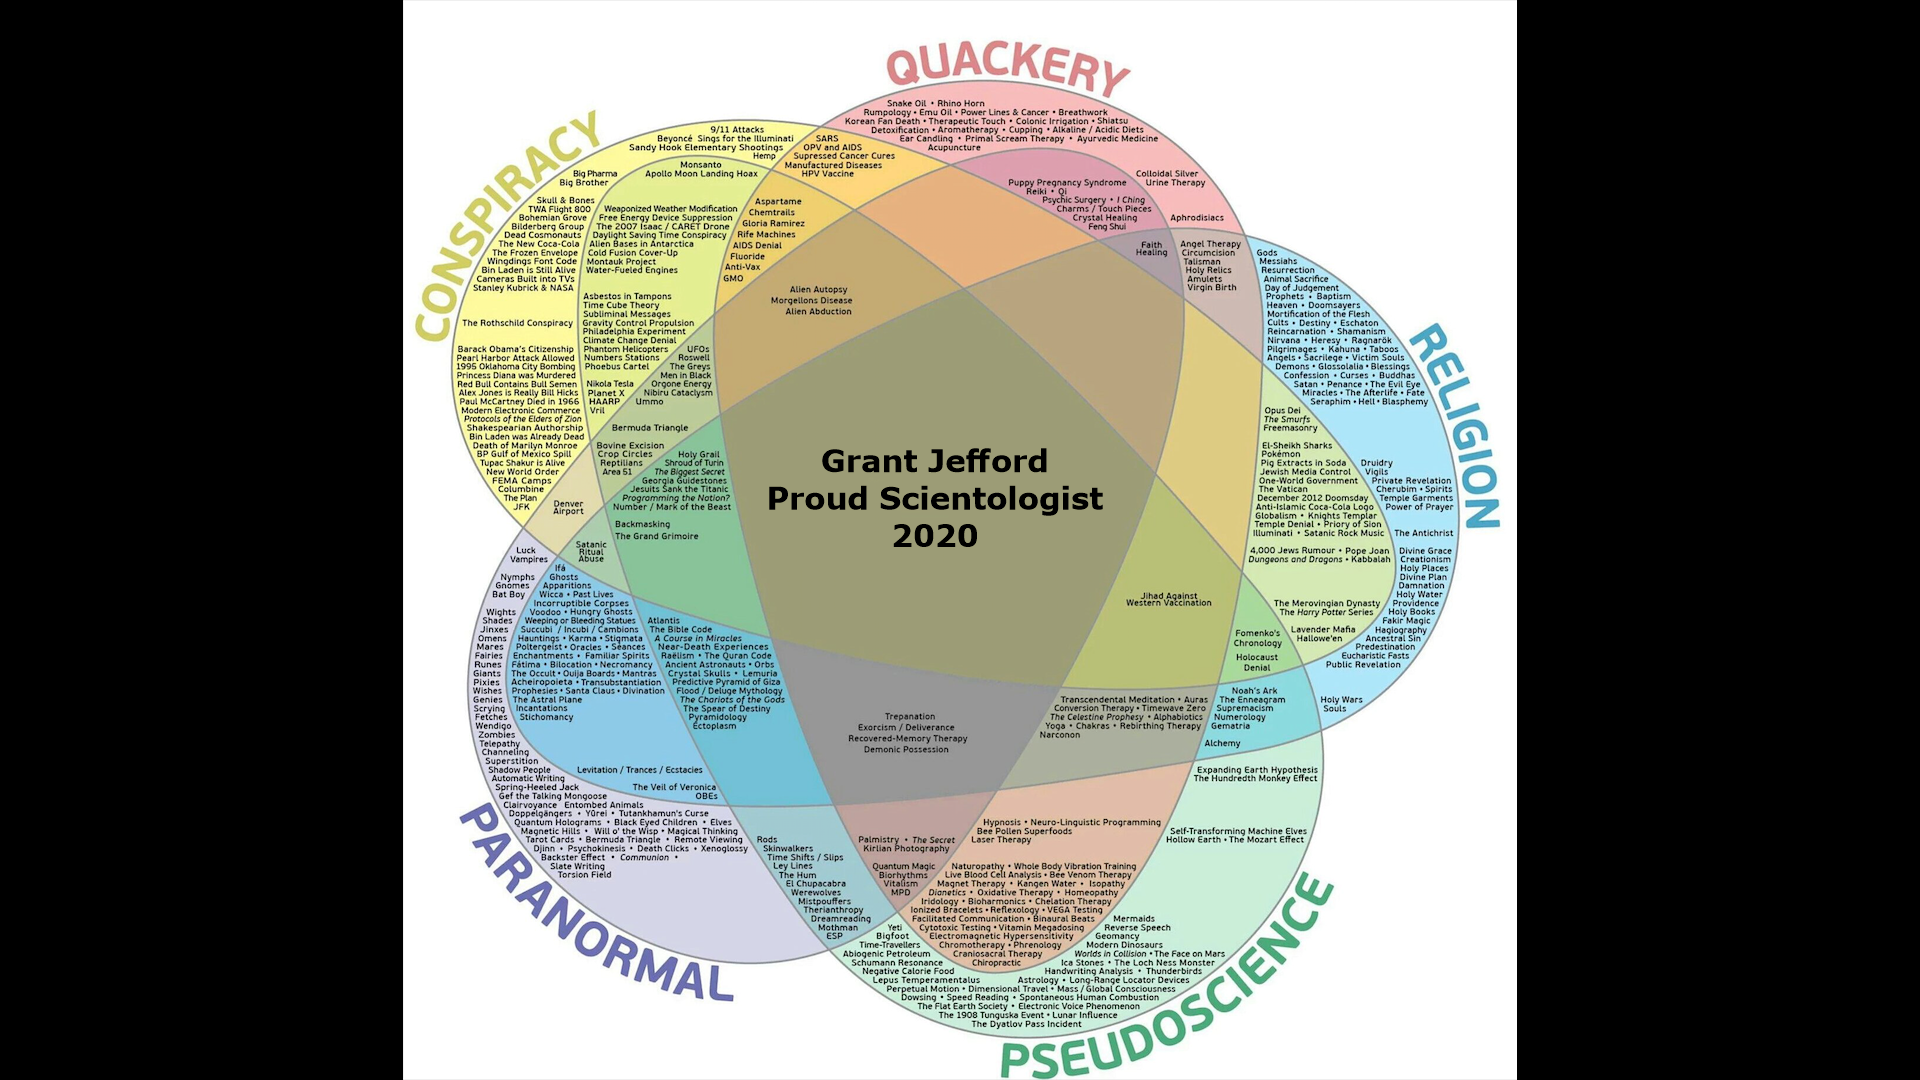 QUACKERY
Snake Oil • Rhino Horn
Rumpology • Emu Oil • Power Lines & Cancer • Breathwork
Korean Fan Death • Therapeutic Touch • Colonic Irrigation • Shiatsu
Detoxification • Aromatherapy • Cupping • Alkaline / Acidic Diets
Ear Candling • Primal Scream Therapy • Ayurvedic Medicine
Acupuncture
Colloidal Silver
Urine Therapy
Aphrodisiacs
Puppy Pregnancy Syndrome
Reiki • Qi
Psychic Surgery • I Ching
Charms / Touch Pieces
Crystal Healing
Feng Shui
Faith
Healing
Angel Therapy
Circumcision
Talisman
Holy Relics
Amulets
Virgin Birth
CONSPIRACY
9/11 Attacks
Beyoncé Sings for the Illuminati
Sandy Hook Elementary Shootings
Hemp
Big Pharma
Big Brother
Skull & Bones
TWA Flight 800
Bohemian Grove
Bilderberg Group
Dead Cosmonauts
The New Coca-Cola
The Frozen Envelope
Wingdings Font Code
Bin Laden is Still Alive
Cameras Built into TVs
Stanley Kubrick & NASA
The Rothschild Conspiracy
Barack Obama's Citizenship
Pearl Harbor Attack Allowed
1995 Oklahoma City Bombing
Princess Diana was Murdered
Red Bull Contains Bull Semen
Alex Jones is Really Bill Hicks
Paul McCartney Died in 1966
Modern Electronic Commerce
Protocols of the Elders of Zion
Shakespearian Authorship
Bin Laden was Already Dead
Death of Marilyn Monroe
BP Gulf of Mexico Spill
Tupac Shakur is Alive
New World Order
FEMA Camps
Columbine
The Plan
JFK
SARS
OPV and AIDS
Supressed Cancer Cures
Manufactured Diseases
HPV Vaccine
Monsanto
Apollo Moon Landing Hoax
Weaponized Weather Modification
Free Energy Device Suppression
The 2007 Isaac / CARET Drone
Daylight Saving Time Conspiracy
Alien Bases in Antarctica
Cold Fusion Cover-Up
Montauk Project
Water-Fueled Engines
Asbestos in Tampons
Time Cube Theory
Subliminal Messages
Gravity Control Propulsion
Philadelphia Experiment
Climate Change Denial
Phantom Helicopters
Numbers Stations
Phoebus Cartel
Nikola Tesla
Planet X
HAARP
Vril
Aspartame
Chemtrails
Gloria Ramirez
Rife Machines
AIDS Denial
Fluoride
Anti-Vax
GMO
Alien Autopsy
Morgellons Disease
Alien Abduction
UFOs
Roswell
The Greys
Men in Black
Orgone Energy
Nibiru Cataclysm
Ummo
Bermuda Triangle
Bovine Excision
Crop Circles
Reptilians
Area 51
Denver
Airport
Holy Grail
Shroud of Turin
The Biggest Secret
Georgia Guidestones
Jesuits Sank the Titanic
Programming the Nation?
Number / Mark of the Beast
Backmasking
The Grand Grimoire
Satanic
Ritual
Abuse
Grant Jefford
Proud Scientologist
2020
RELIGION
Gods
Messiahs
Resurrection
Animal Sacrifice
Day of Judgement
Prophets • Baptism
Heaven • Doomsayers
Mortification of the Flesh
Cults • Destiny • Eschaton
Reincarnation • Shamanism
Nirvana • Heresy • Ragnarök
Pilgrimages • Kahuna • Taboos
Angels • Sacrilege • Victim Souls
Demons • Glossolalia • Blessings
Confession • Curses • Buddhas
Satan • Penance • The Evil Eye
Miracles • The Afterlife • Fate
Seraphim • Hell • Blasphemy
Druidry
Vigils
Private Revelation
Cherubim • Spirits
Temple Garments
Power of Prayer
The Antichrist
Divine Grace
Creationism
Holy Places
Divine Plan
Damnation
Holy Water
Providence
Holy Books
Fakir Magic
Hagiography
Ancestral Sin
Predestination
Eucharistic Fasts
Public Revelation
Holy Wars
Souls
Opus Dei
The Smurfs
Freemasonry
El-Sheikh Sharks
Pokémon
Pig Extracts in Soda
Jewish Media Control
One-World Government
The Vatican
December 2012 Doomsday
Anti-Islamic Coca-Cola Logo
Globalism • Knights Templar
Temple Denial • Priory of Sion
Illuminati • Satanic Rock Music
4,000 Jews Rumour • Pope Joan
Dungeons and Dragons • Kabbalah
The Merovingian Dynasty
The Harry Potter Series
Lavender Mafia
Hallowe'en
Jihad Against
Western Vaccination
Fomenko's
Chronology
Holocaust
Denial
Noah's Ark
The Enneagram
Supremacism
Numerology
Gematria
Alchemy
Transcendental Meditation • Auras
Conversion Therapy • Timewave Zero
The Celestine Prophesy • Alphabiotics
Yoga • Chakras • Rebirthing Therapy
Narconon
Trepanation
Exorcism / Deliverance
Recovered-Memory Therapy
Demonic Possession
PARANORMAL
Luck
Vampires
Nymphs
Gnomes
Bat Boy
Wights
Shades
Jinxes
Omens
Mares
Fairies
Runes
Giants
Pixies
Wishes
Genies
Scrying
Fetches
Wendigo
Zombies
Telepathy
Channeling
Superstition
Shadow People
Automatic Writing
Spring-Heeled Jack
Gef the Talking Mongoose
Clairvoyance Entombed Animals
Doppelgängers • Yūrei • Tutankhamun's Curse
Quantum Holograms • Black Eyed Children • Elves
Magnetic Hills • Will o' the Wisp • Magical Thinking
Tarot Cards • Bermuda Triangle • Remote Viewing
Djinn • Psychokinesis • Death Clicks • Xenoglossy
Backster Effect • Communion •
Slate Writing
Torsion Field
Ifá
Ghosts
Apparitions
Wicca • Past Lives
Incorruptible Corpses
Voodoo • Hungry Ghosts
Weeping or Bleeding Statues
Succubi / Incubi / Cambions
Hauntings • Karma • Stigmata
Poltergeist • Oracles • Séances
Enchantments • Familiar Spirits
Fátima • Bilocation • Necromancy
The Occult • Ouija Boards • Mantras
Acheiropoieta • Transubstantiation
Prophesies • Santa Claus • Divination
The Astral Plane
Incantations
Stichomancy
Levitation / Trances / Ecstacies
The Veil of Veronica
OBEs
Atlantis
The Bible Code
A Course in Miracles
Near-Death Experiences
Raëlism • The Quran Code
Ancient Astronauts • Orbs
Crystal Skulls • Lemuria
Predictive Pyramid of Giza
Flood / Deluge Mythology
The Chariots of the Gods
The Spear of Destiny
Pyramidology
Ectoplasm
Rods
Skinwalkers
Time Shifts / Slips
Ley Lines
The Hum
El Chupacabra
Werewolves
Mistpouffers
Therianthropy
Dreamreading
Mothman
ESP
Palmistry • The Secret
Kirlian Photography
Quantum Magic
Biorhythms
Vitalism
MPD
Hypnosis • Neuro-Linguistic Programming
Bee Pollen Superfoods
Laser Therapy
Naturopathy • Whole Body Vibration Training
Live Blood Cell Analysis • Bee Venom Therapy
Magnet Therapy • Kangen Water • Isopathy
Dianetics • Oxidative Therapy • Homeopathy
Iridology • Bioharmonics • Chelation Therapy
Ionized Bracelets • Reflexology • VEGA Testing
Facilitated Communication • Binaural Beats
Cytotoxic Testing • Vitamin Megadosing
Electromagnetic Hypersensitivity
Chromotherapy • Phrenology
Craniosacral Therapy
Chiropractic
PSEUDOSCIENCE
Expanding Earth Hypothesis
The Hundredth Monkey Effect
Self-Transforming Machine Elves
Hollow Earth • The Mozart Effect
Mermaids
Reverse Speech
Geomancy
Modern Dinosaurs
Worlds in Collision • The Face on Mars
Ica Stones • The Loch Ness Monster
Handwriting Analysis • Thunderbirds
Yeti
Bigfoot
Time-Travellers
Abiogenic Petroleum
Schumann Resonance
Negative Calorie Food
Lepus Temperamentalus
Astrology • Long-Range Locator Devices
Perpetual Motion • Dimensional Travel • Mass / Global Consciousness
Dowsing • Speed Reading • Spontaneous Human Combustion
The Flat Earth Society • Electronic Voice Phenomenon
The 1908 Tunguska Event • Lunar Influence
The Dyatlov Pass Incident